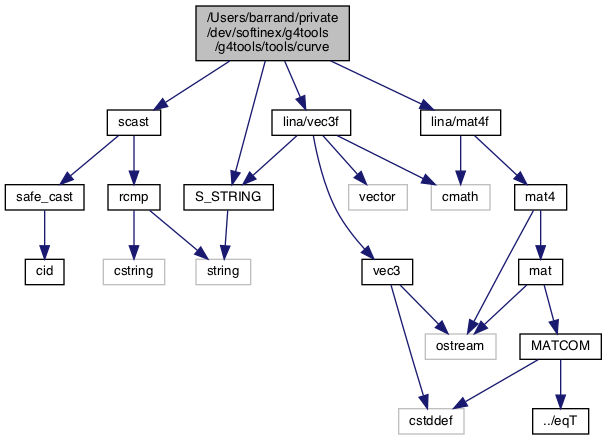 /Users/barrand/private
/dev/softinex/g4tools
/g4tools/tools/curve
scast
lina/vec3f
lina/mat4f
safe_cast
rcmp
S_STRING
vector
cmath
mat4
cid
cstring
string
vec3
mat
ostream
MATCOM
cstddef
../eqT